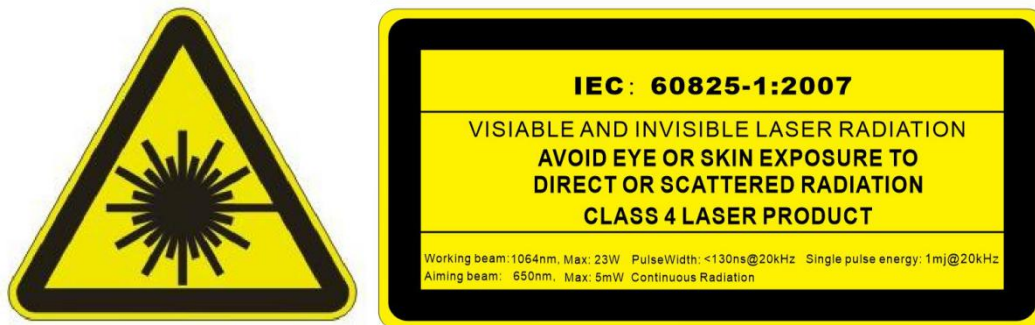 IEC: 60825-1:2007
VISIABLE AND INVISIBLE LASER RADIATION
AVOID EYE OR SKIN EXPOSURE TO
DIRECT OR SCATTERED RADIATION
CLASS 4 LASER PRODUCT
Working beam:1064nm, Max: 23W PulseWidth: <130ns@20kHz Single pulse energy: 1mj@20kHz
Aiming beam: 650nm, Max: 5mW Continuous Radiation